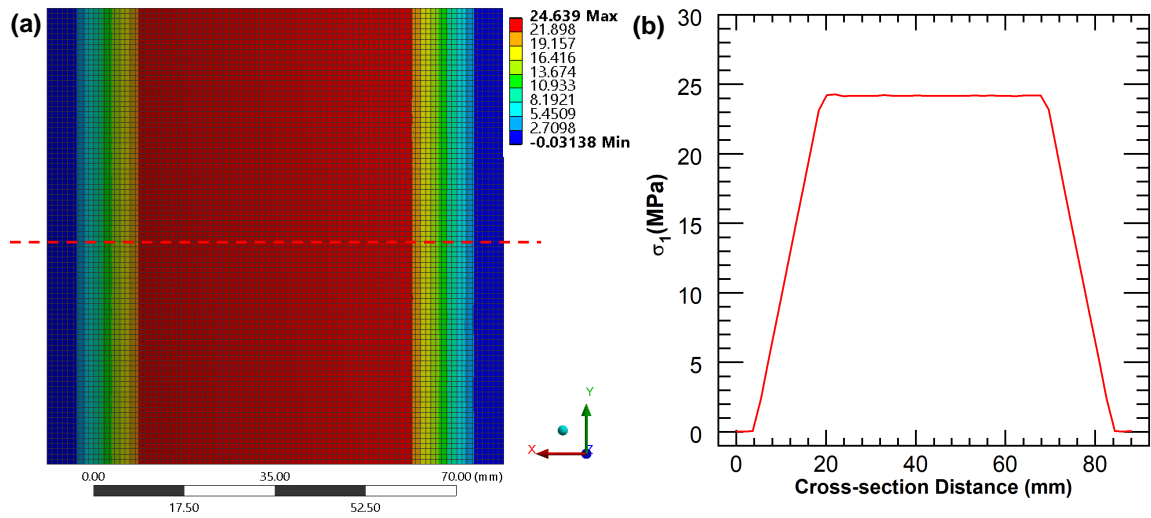 (a)
24.639 Max
21.898
19.157
16.416
13.674
10.933
8.1921
5.4509
2.7098
-0.03138 Min
Y
X
Z
0.00
35.00
70.00 (mm)
17.50
52.50
(b)
30
25
20
15
10
5
0
σ1(MPa)
0
20
40
60
80
Cross-section Distance (mm)